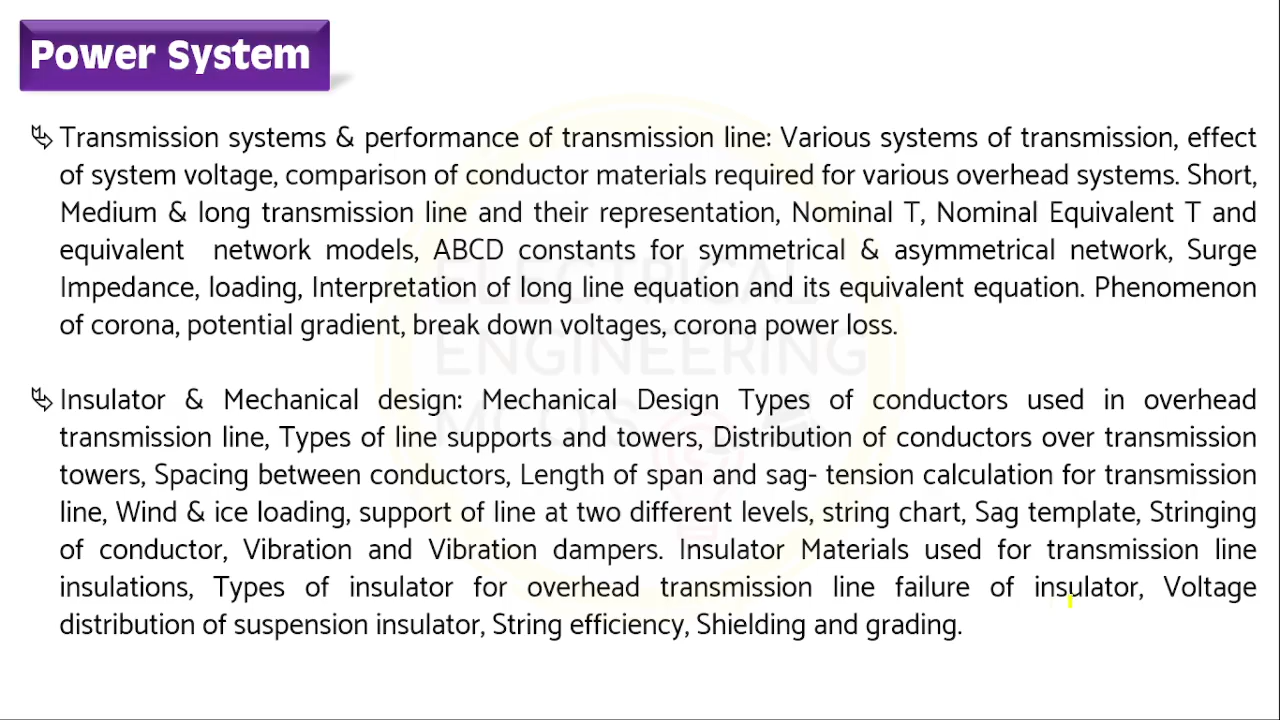 Power System
Transmission systems & performance of transmission line: Various systems of transmission, effect
of system voltage, comparison of conductor materials required for various overhead systems. Short,
Medium & long transmission line and their representation, Nominal T, Nominal Equivalent T and
equivalent network models, ABCD constants for symmetrical & asymmetrical network, Surge
Impedance, loading, Interpretation of long line equation and its equivalent equation. Phenomenon
of corona, potential gradient, break down voltages, corona power loss.
Insulator & Mechanical design: Mechanical Design Types of conductors used in overhead
transmission line, Types of line supports and towers, Distribution of conductors over transmission
towers, Spacing between conductors, Length of span and sag- tension calculation for transmission
line, Wind & ice loading, support of line at two different levels, string chart, Sag template, Stringing
of conductor, Vibration and Vibration dampers. Insulator Materials used for transmission line
insulations, Types of insulator for overhead transmission line failure of insulator, Voltage
distribution of suspension insulator, String efficiency, Shielding and grading.
ELECTRICAL
ENGINEERING
MCQ'S